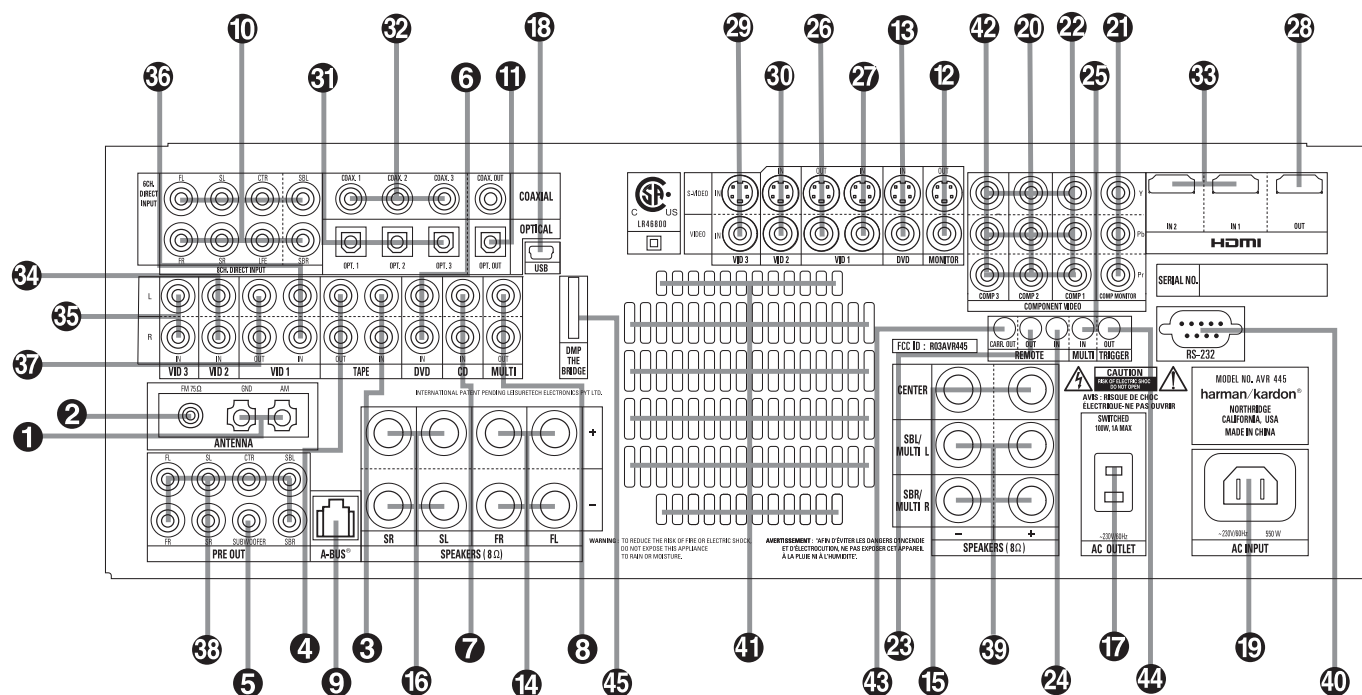 10 32 18 29 26 13 42 20 22 21 28
36 31 6 11 30 27 12 25 33
6CH. DIRECT INPUT
FL SL CTR SBL
FR SR LFE SBR
8CH. DIRECT INPUT
COAX. 1 COAX. 2 COAX. 3 COAX. OUT
COAXIAL
OPTICAL
OPT. 1 OPT. 2 OPT. 3 OPT. OUT
USB
C US
LR46800
IN OUT IN IN OUT
S-VIDEO IN
VIDEO IN
VID 3 VID 2 VID 1 DVD MONITOR
Y
Pb
Pr
COMP 3 COMP 2 COMP 1 COMP MONITOR
COMPONENT VIDEO
IN 2 IN 1 OUT
HDMI
SERIAL NO.
34
35
37
L
R
IN IN OUT IN OUT IN IN IN OUT
VID 3 VID 2 VID 1 TAPE DVD CD MULTI
DMP
THE
BRIDGE
INTERNATIONAL PATENT PENDING LEISURETECH ELECTRONICS PTY LTD.
FCC ID : R03AVR445
CARR. OUT OUT IN IN OUT
REMOTE MULTI TRIGGER
RS-232
2
1
FM 75Ω GND AM
ANTENNA
FL SL CTR SBL
FR SR SUBWOOFER SBR
PRE OUT
A-BUS®
+
–
SR SL FR FL
SPEAKERS ( 8Ω )
WARNING : TO REDUCE THE RISK OF FIRE OR ELECTRIC SHOCK,
DO NOT EXPOSE THIS APPLIANCE
TO RAIN OR MOISTURE.
AVERTISSEMENT : "AFIN D'ÉVITER LES DANGERS D'INCENDIE
ET D'ÉLECTROCUTION, NE PAS EXPOSER CET APPAREIL
À LA PLUIE NI À L'HUMIDITÉ".
CENTER
SBL/
MULTI L
SBR/
MULTI R
– +
SPEAKERS ( 8Ω )
CAUTION
RISK OF ELECTRIC SHOC
DO NOT OPEN
AVIS : RISQUE DE CHOC
ÉLECTRIQUE-NE PAS OUVRIR
SWITCHED
100W, 1A MAX
~230V/60Hz
AC OUTLET
MODEL NO. AVR 445
harman/kardon®
NORTHRIDGE
CALIFORNIA, USA
MADE IN CHINA
~230V/60Hz 550 W
AC INPUT
38 4 3 7 8 41 23 39 17 44
5 9 16 14 45 43 15 24 19 40